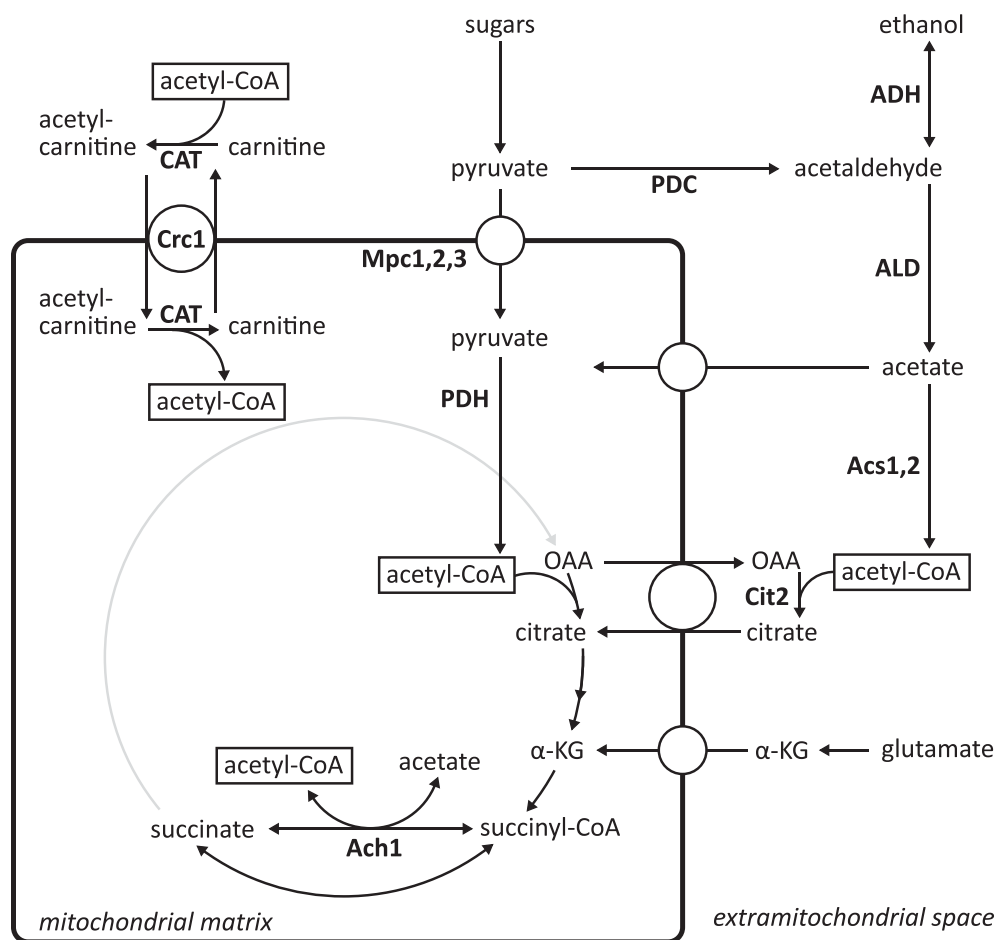 sugars
ethanol
acetyl-CoA
ADH
acetyl-
carnitine
carnitine
CAT
pyruvate
PDC
acetaldehyde
Crc1
Mpc1,2,3
ALD
acetyl-
carnitine
CAT
carnitine
pyruvate
acetate
acetyl-CoA
PDH
Acs1,2
acetyl-CoA
OAA
OAA
acetyl-CoA
Cit2
citrate
citrate
α-KG
α-KG
glutamate
acetyl-CoA
acetate
succinate
succinyl-CoA
Ach1
mitochondrial matrix
extramitochondrial space